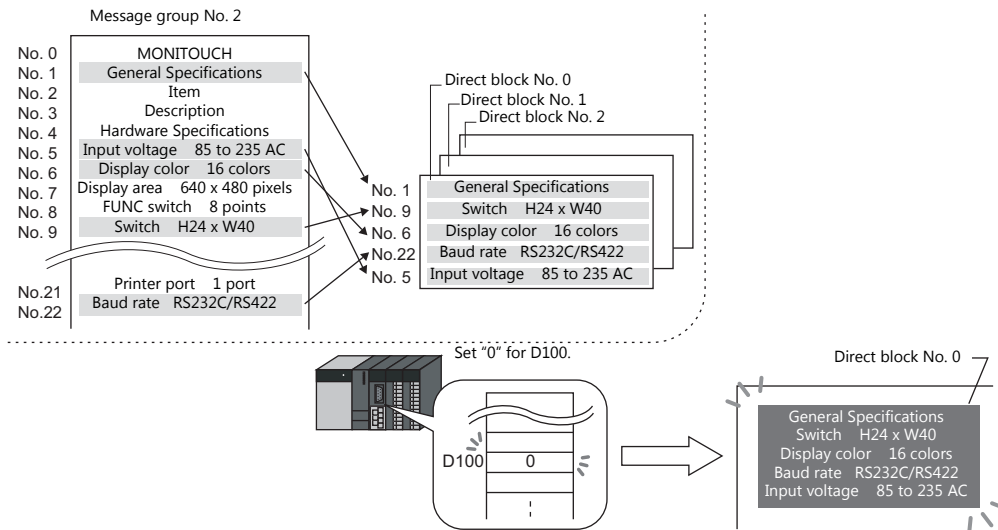 Message group No. 2
No. 0 MONITOUCH
No. 1 General Specifications
No. 2 Item
No. 3 Description
No. 4 Hardware Specifications
No. 5 Input voltage 85 to 235 AC
No. 6 Display color 16 colors
No. 7 Display area 640 x 480 pixels
No. 8 FUNC switch 8 points
No. 9 Switch H24 x W40
No.21 Printer port 1 port
No.22 Baud rate RS232C/RS422
Direct block No. 0
Direct block No. 1
Direct block No. 2
No. 1 General Specifications
No. 9 Switch H24 x W40
No. 6 Display color 16 colors
No.22 Baud rate RS232C/RS422
No. 5 Input voltage 85 to 235 AC
Set "0" for D100.
D100 0
Direct block No. 0
General Specifications
Switch H24 x W40
Display color 16 colors
Baud rate RS232C/RS422
Input voltage 85 to 235 AC